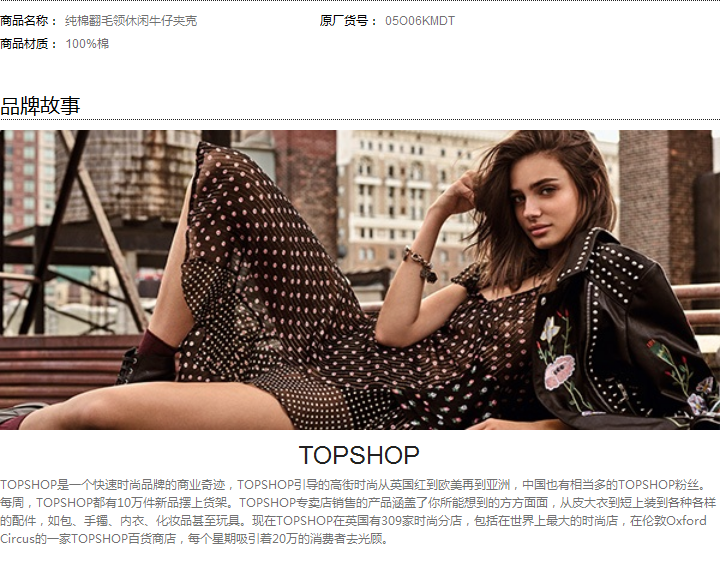 商品名称： 纯棉翻毛领休闲牛仔夹克 原厂货号： 05O06KMDT
商品材质： 100%棉
品牌故事
TOPSHOP
TOPSHOP是一个快速时尚品牌的商业奇迹，TOPSHOP引导的高街时尚从英国红到欧美再到亚洲，中国也有相当多的TOPSHOP粉丝。
每周，TOPSHOP都有10万件新品摆上货架。TOPSHOP专卖店销售的产品涵盖了你所能想到的方方面面，从皮大衣到短上装到各种各样
的配件，如包、手镯、内衣、化妆品甚至玩具。现在TOPSHOP在英国有309家时尚分店，包括在世界上最大的时尚店，在伦敦Oxford
Circus的一家TOPSHOP百货商店，每个星期吸引着20万的消费者去光顾。